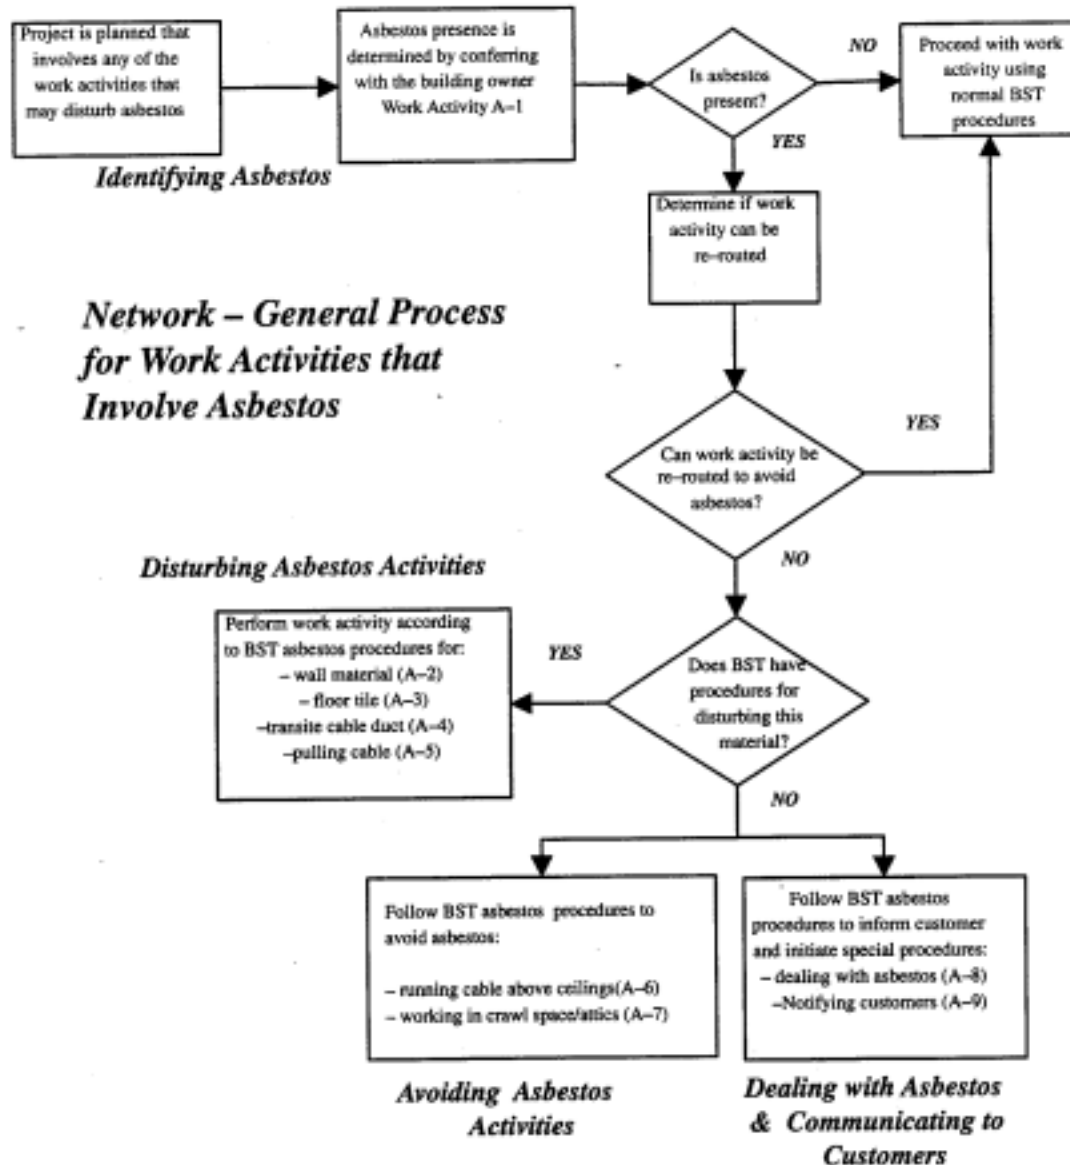 Project is planned that
involves any of the
work activities that
may disturb asbestos
Asbestos presence is
determined by conferring
with the building owner
Work Activity A–1
Is asbestos
present?
NO
Proceed with work
activity using
normal BST
procedures
Identifying Asbestos
YES
Determine if work
activity can be
re–routed
Network – General Process
for Work Activities that
Involve Asbestos
Can work activity be
re–routed to avoid
asbestos?
YES
NO
Disturbing Asbestos Activities
Perform work activity according
to BST asbestos procedures for:
– wall material (A–2)
– floor tile (A–3)
–transite cable duct (A–4)
–pulling cable (A–5)
YES
Does BST have
procedures for
disturbing this
material?
NO
Follow BST asbestos procedures to
avoid asbestos:
– running cable above ceilings(A–6)
– working in crawl space/attics (A–7)
Follow BST asbestos
procedures to inform customer
and initiate special procedures:
– dealing with asbestos (A–8)
–Notifying customers (A–9)
Avoiding Asbestos
Activities
Dealing with Asbestos
& Communicating to
Customers